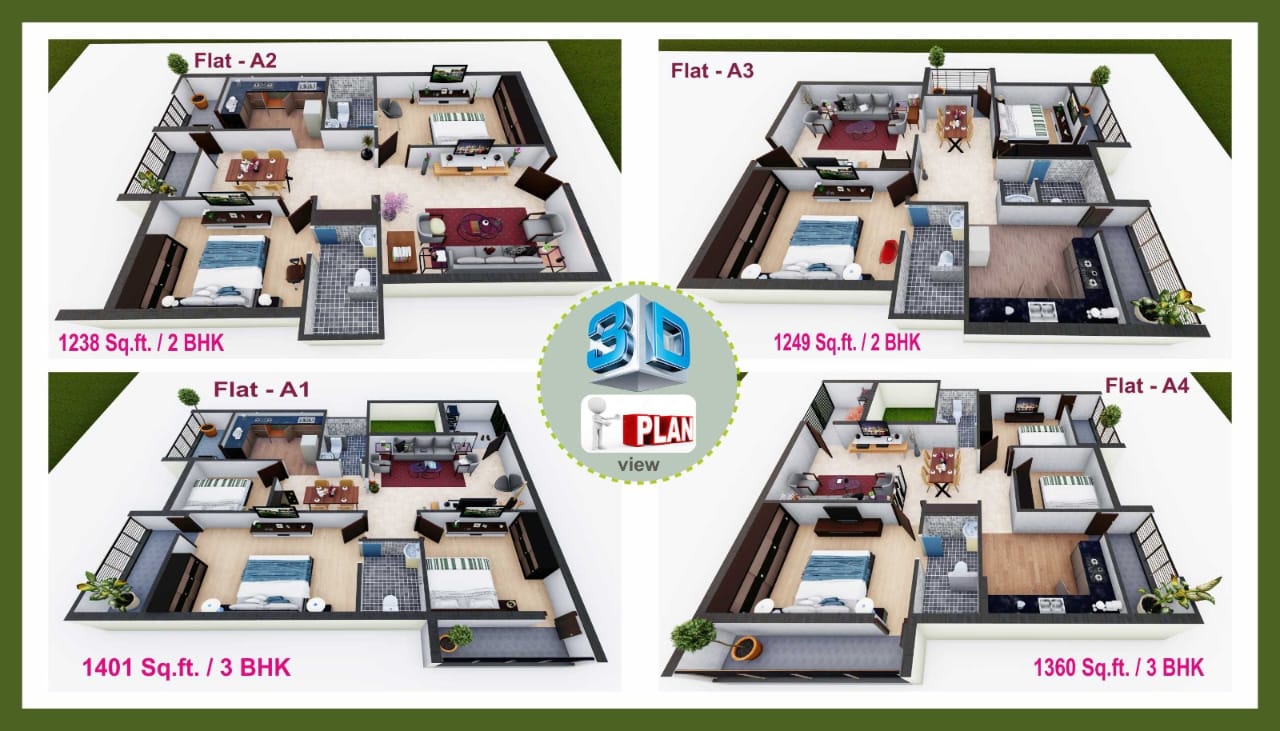 Flat - A2
1238 Sq.ft. / 2 BHK
Flat - A3
1249 Sq.ft. / 2 BHK
3D
PLAN
view
Flat - A1
1401 Sq.ft. / 3 BHK
Flat - A4
1360 Sq.ft. / 3 BHK